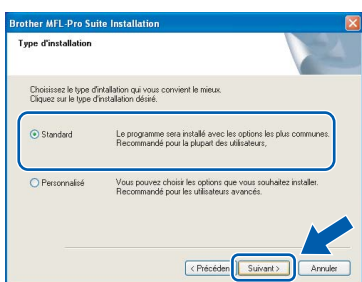 Brother MFL-Pro Suite Installation
Type d'installation
Choisissez le type d'intallation qui vous convient le mieux.
Cliquez sur le type d'installation désiré.
Standard
Le programme sera installé avec les options les plus communes.
Recommandé pour la plupart des utilisateurs,
Personnalisé
Vous pouvez choisir les options que vous souhaitez installer.
Recommandé pour les utilisateurs avancés.
< Précéden
Suivant >
Annuler